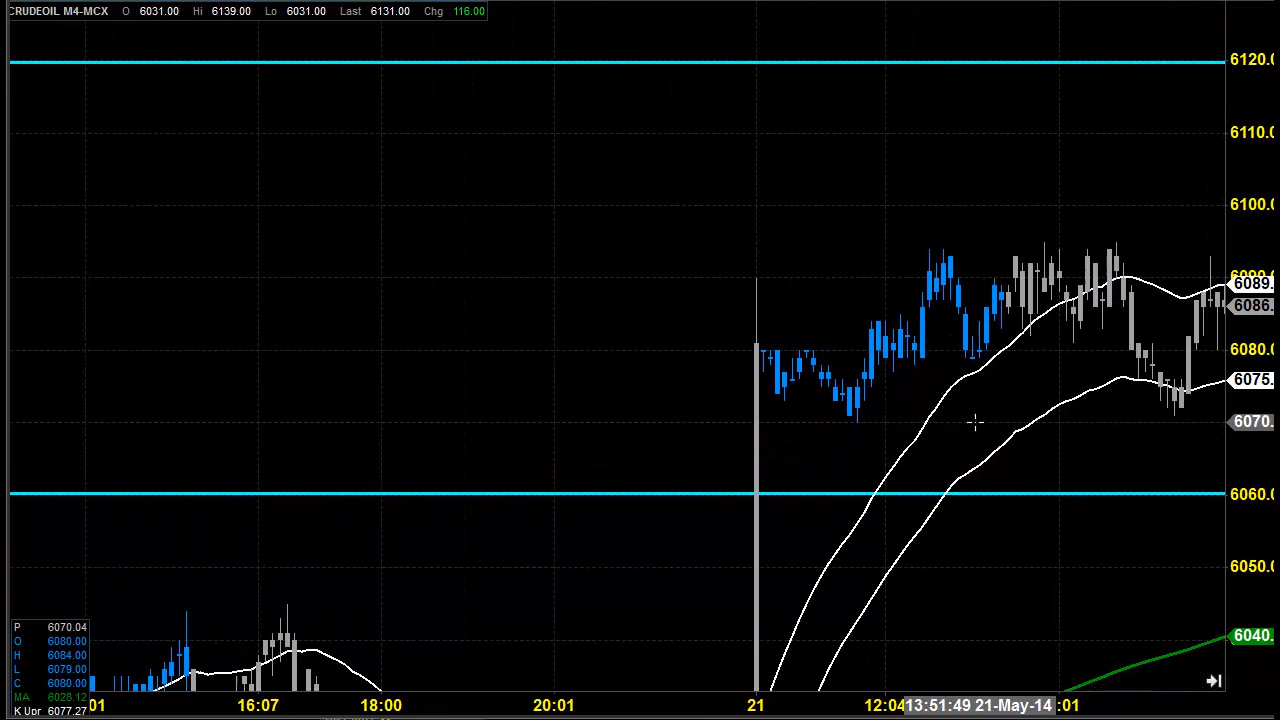 CRUDEOIL M4-MCX O 6031.00 Hi 6139.00 Lo 6031.00 Last 6131.00 Chg 116.00
6120.0
6110.0
6100.0
6089.
6086.
6080.0
6075.
6070.
6060.0
6050.0
6040.
P 6070.04
O 6080.00
H 6084.00
L 6079.00
C 6080.00
MA 6028.12
K Upr 6077.27
01 16:07 18:00 20:01 21 12:04 13:51:49 21-May-14 :01